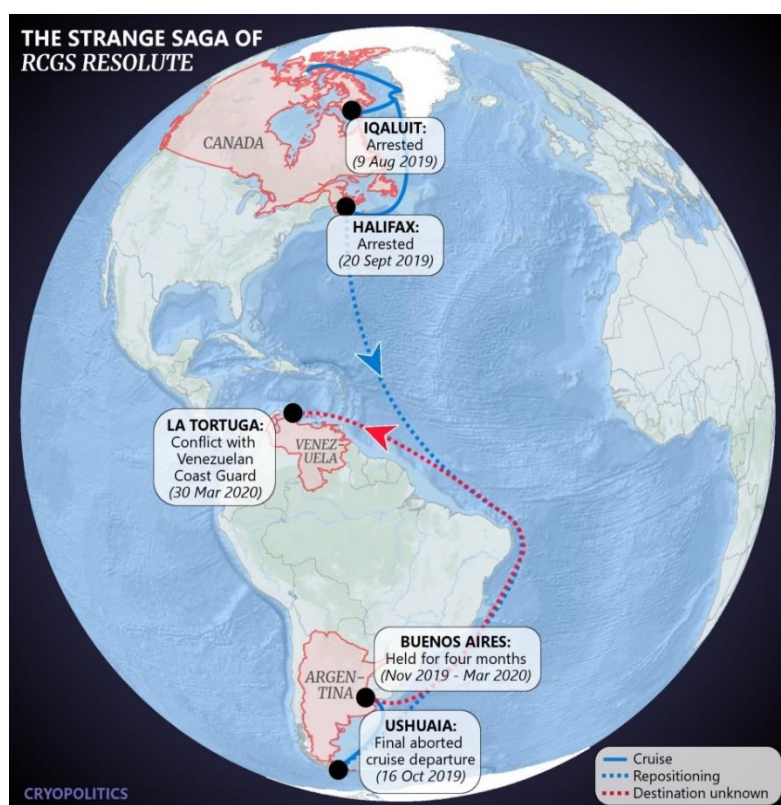 THE STRANGE SAGA OF
RCGS RESOLUTE
CANADA
IQALUIT:
Arrested
(9 Aug 2019)
HALIFAX:
Arrested
(20 Sept 2019)
LA TORTUGA:
Conflict with
Venezuelan
Coast Guard
(30 Mar 2020)
VENEZ-
UELA
BUENOS AIRES:
Held for four months
(Nov 2019 - Mar 2020)
ARGEN-
TINA
USHUAIA:
Final aborted
cruise departure
(16 Oct 2019)
Cruise
Repositioning
Destination unknown
CRYOPOLITICS